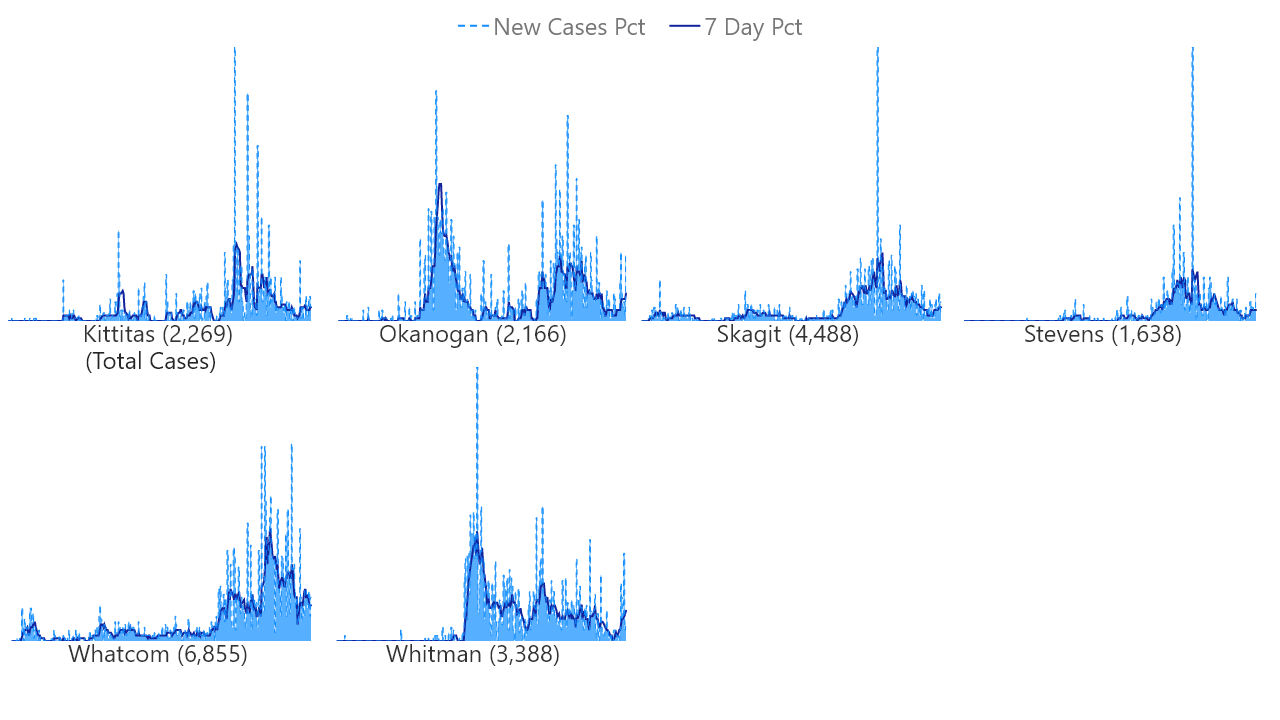 New Cases Pct 7 Day Pct
Kittitas (2,269)
(Total Cases)
Okanogan (2,166)
Skagit (4,488)
Stevens (1,638)
Whatcom (6,855)
Whitman (3,388)